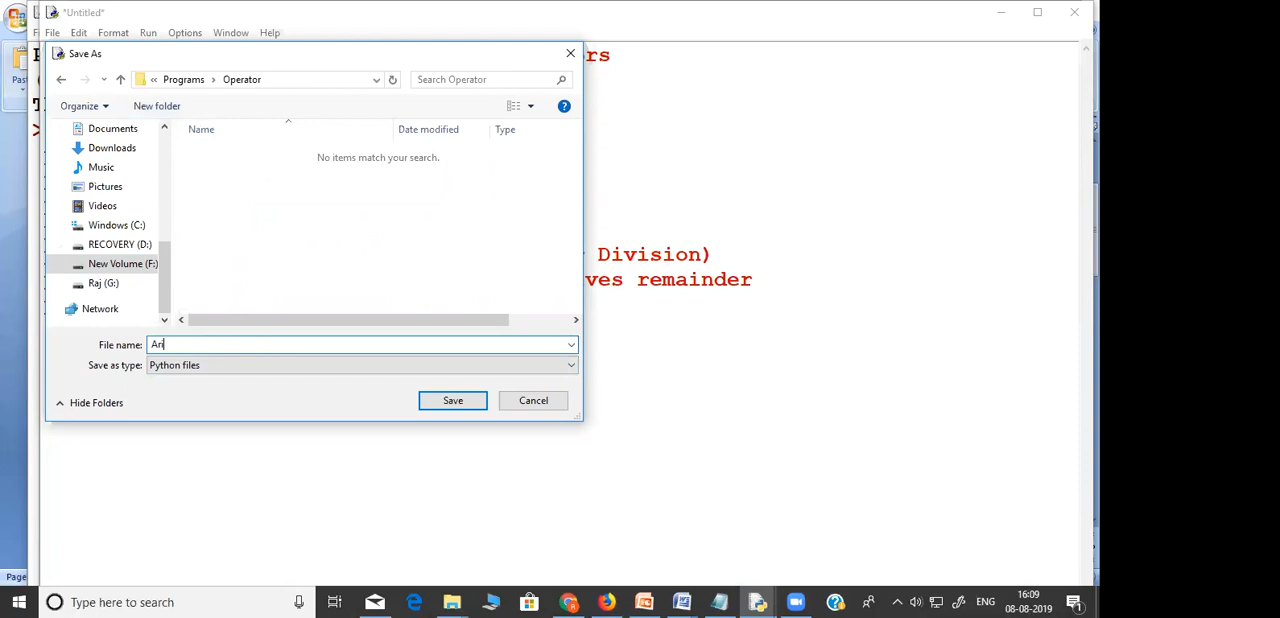 *Untitled*
File Edit Format Run Options Window Help
Save As
rs
« Programs › Operator
Search Operator
Past
Organize
New folder
Documents
Name
Date modified
Type
Downloads
No items match your search.
Music
Pictures
Videos
Windows (C:)
RECOVERY (D:)
Division)
New Volume (F:)
ves remainder
Raj (G:)
Network
File name: Ari
Save as type: Python files
Save
Cancel
Hide Folders
Page
Type here to search
ENG
16:09
08-08-2019
1